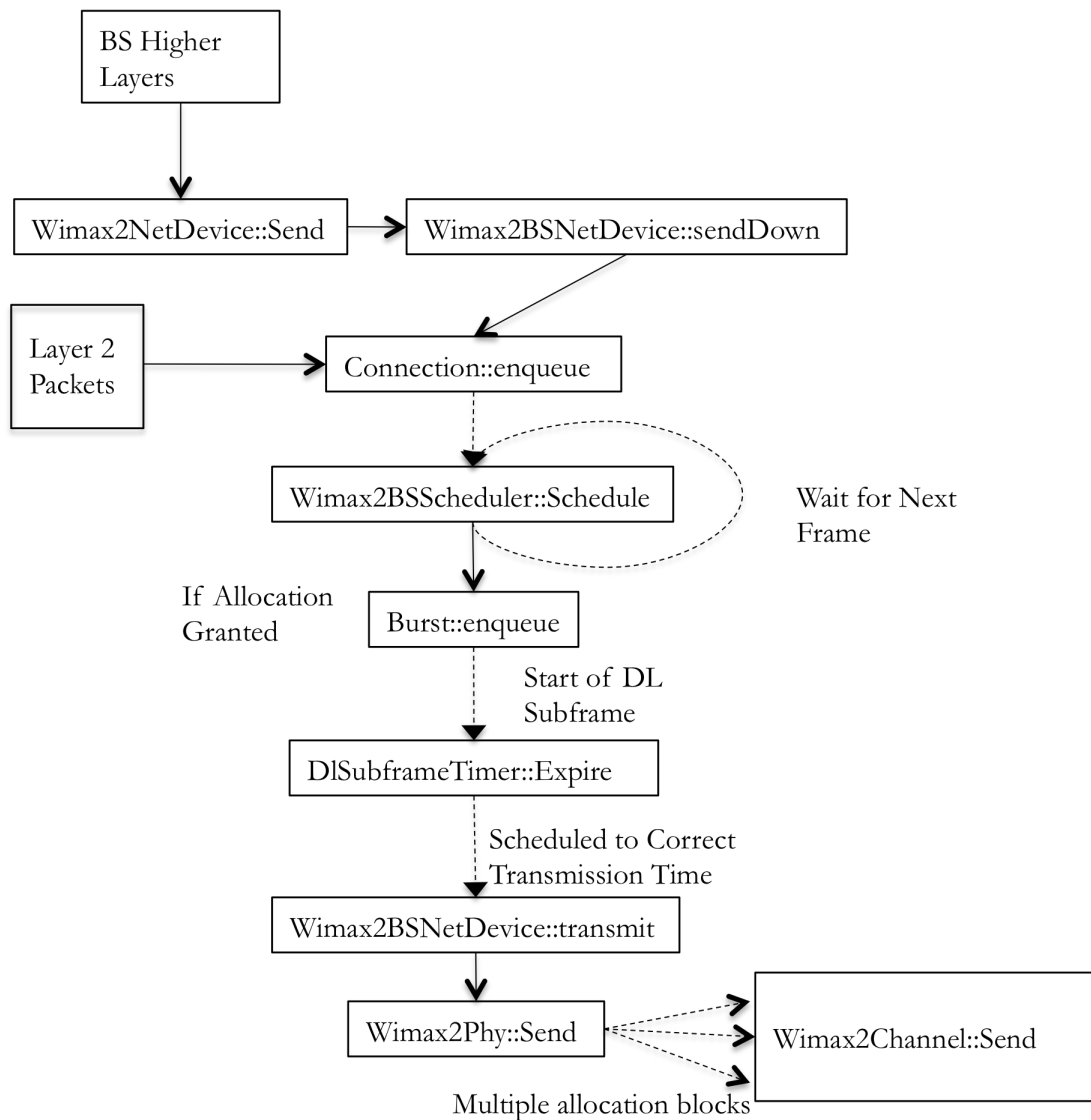 BS Higher
Layers
Wimax2NetDevice::Send
Wimax2BSNetDevice::sendDown
Layer 2
Packets
Connection::enqueue
Wimax2BSScheduler::Schedule
Wait for Next
Frame
If Allocation
Granted
Burst::enqueue
Start of DL
Subframe
DlSubframeTimer::Expire
Scheduled to Correct
Transmission Time
Wimax2BSNetDevice::transmit
Wimax2Phy::Send
Wimax2Channel::Send
Multiple allocation blocks